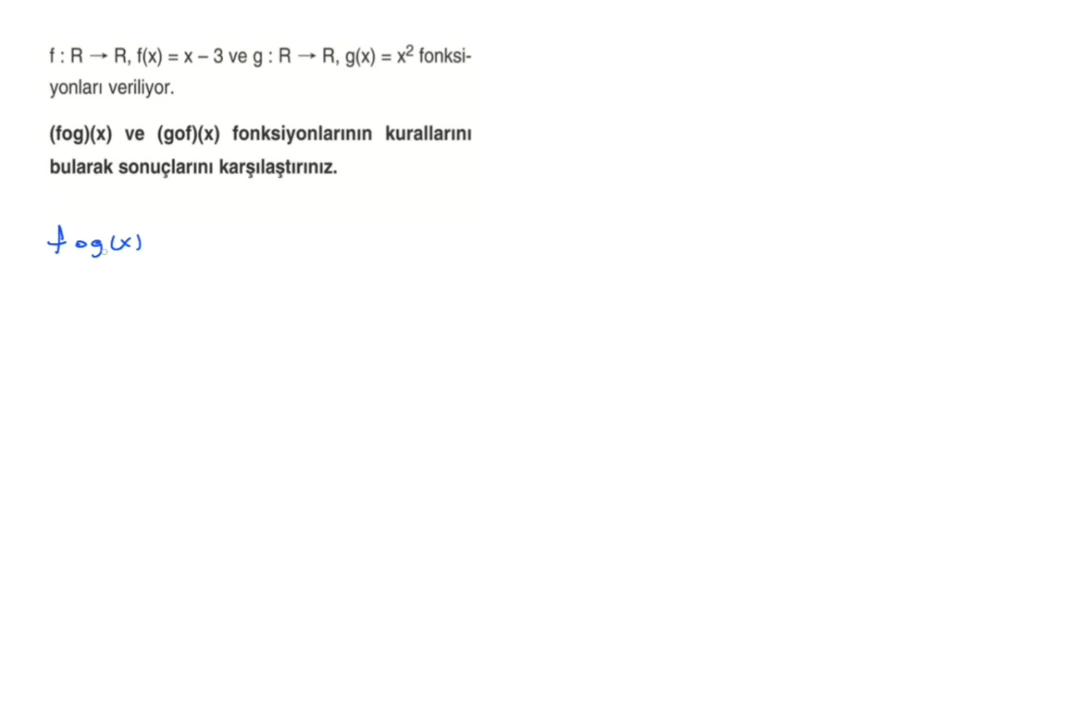 f : R → R, f(x) = x – 3 ve g : R → R, g(x) = x² fonksi-
yonları veriliyor.
(fog)(x) ve (gof)(x) fonksiyonlarının kurallarını
bularak sonuçlarını karşılaştırınız.
fog(x)